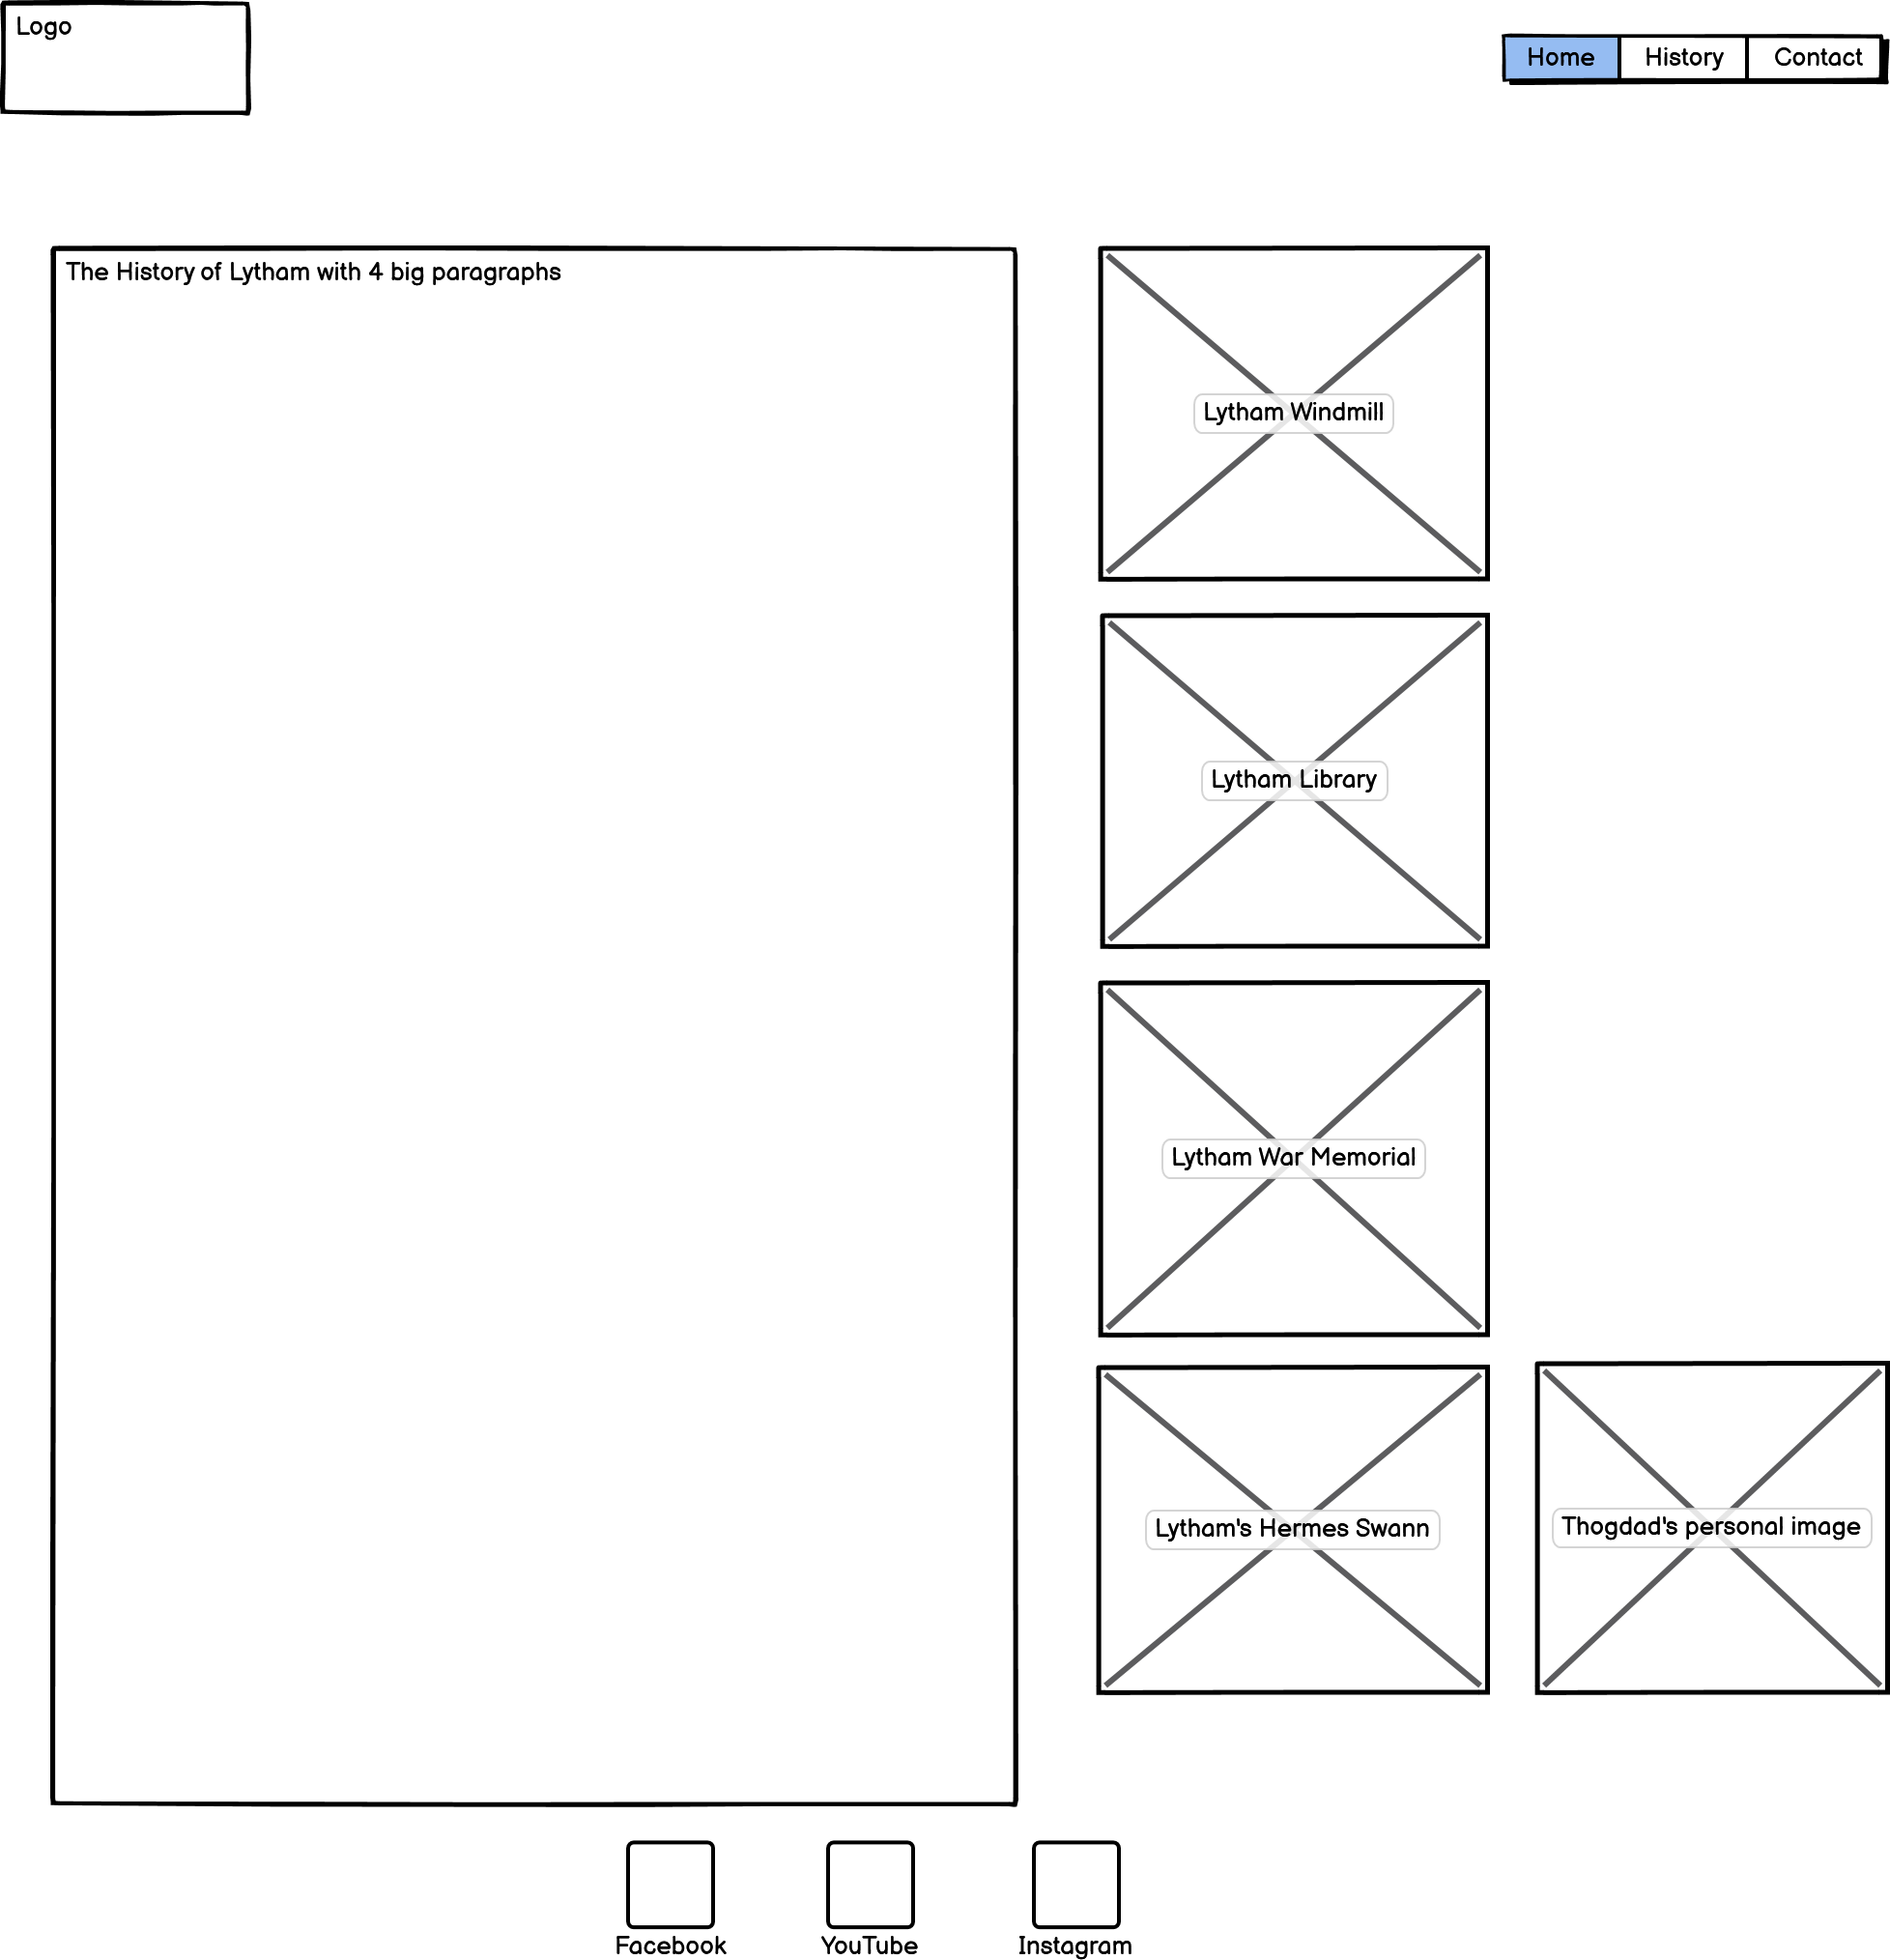 Logo
Home
History
Contact
The History of Lytham with 4 big paragraphs
Lytham Windmill
Lytham Library
Lytham War Memorial
Lytham's Hermes Swann
Thogdad's personal image
Facebook
YouTube
Instagram